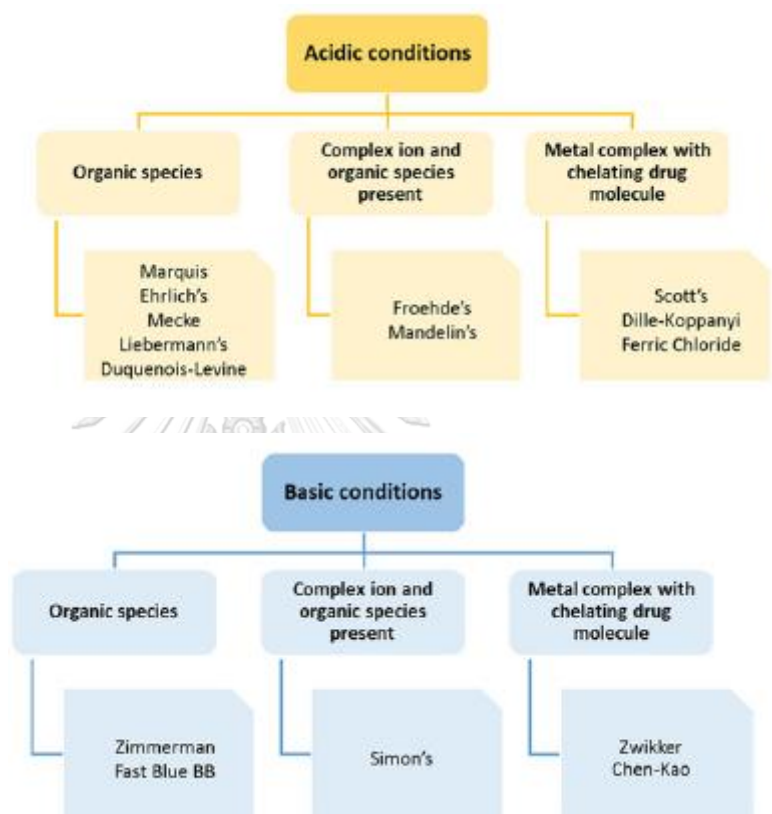 Acidic conditions
Organic species
Complex ion and
organic species
present
Metal complex with
chelating drug
molecule
Marquis
Ehrlich's
Mecke
Liebermann's
Duquenois-Levine
Froehde's
Mandelin's
Scott's
Dille-Koppanyi
Ferric Chloride
Basic conditions
Organic species
Complex ion and
organic species
present
Metal complex with
chelating drug
molecule
Zimmerman
Fast Blue BB
Simon's
Zwikker
Chen-Kao